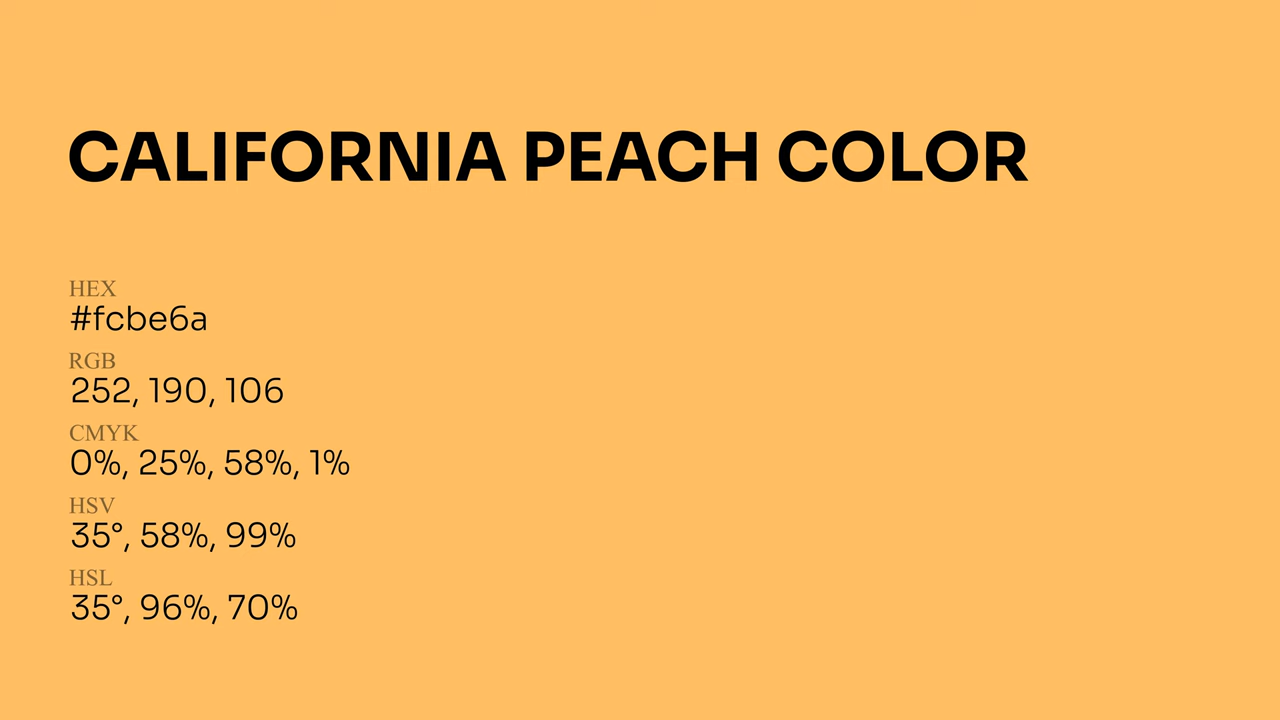 CALIFORNIA PEACH COLOR
HEX
#fcbe6a
RGB
252, 190, 106
CMYK
0%, 25%, 58%, 1%
HSV
35°, 58%, 99%
HSL
35°, 96%, 70%